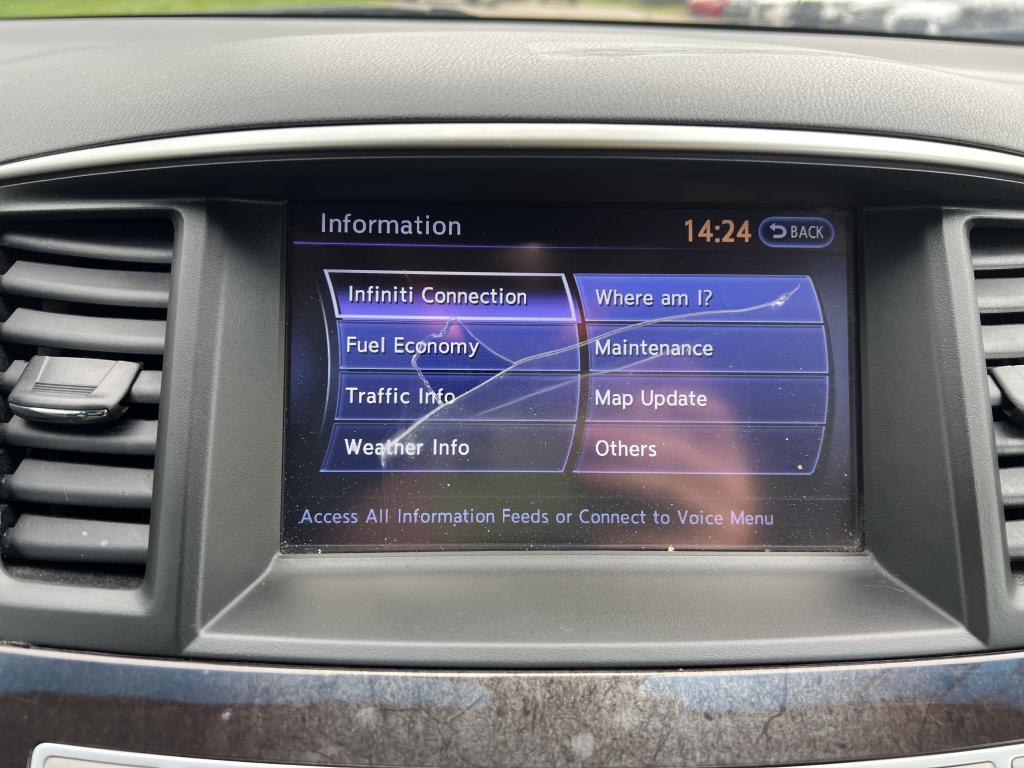 Information
14:24
BACK
Infiniti Connection
Where am I?
Fuel Economy
Maintenance
Traffic Info
Map Update
Weather Info
Others
Access All Information Feeds or Connect to Voice Menu